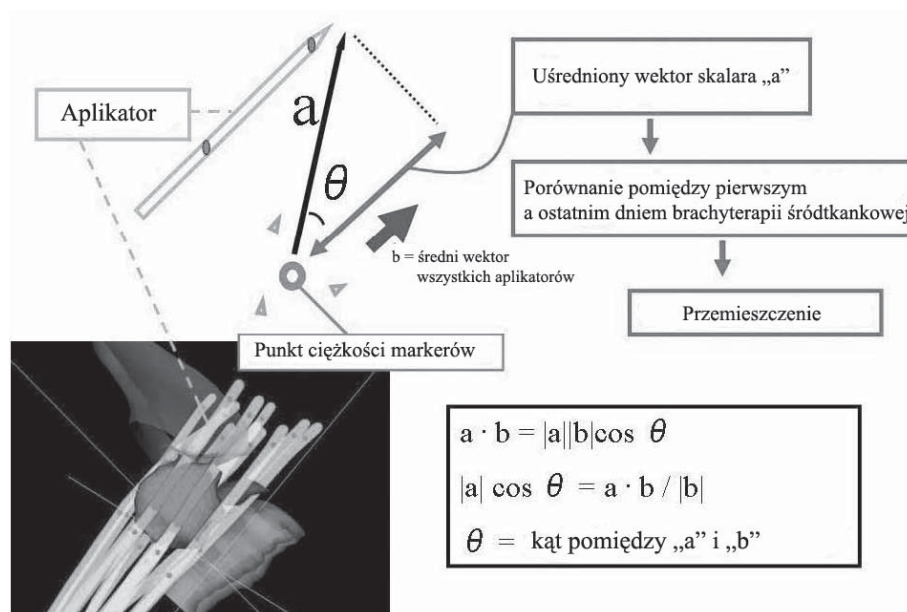 Aplikator
a
θ
b = średni wektor
wszystkich aplikatorów
Punkt ciężkości markerów
Uśredniony wektor skalara „a”
Porównanie pomiędzy pierwszym
a ostatnim dniem brachyterapii śródtkankowej
Przemieszczenie
a · b = |a||b|cos θ
|a| cos θ = a · b / |b|
θ = kąt pomiędzy „a” i „b”